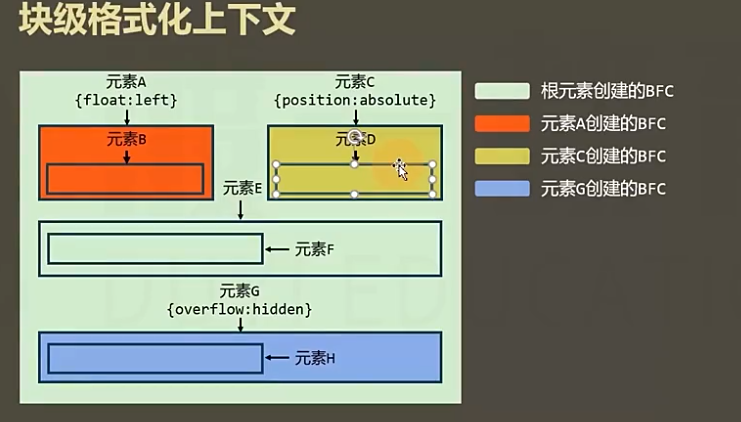 块级格式化上下文
元素A
{float:left}
元素C
{position:absolute}
元素B
元素D
元素E
元素F
元素G
{overflow:hidden}
元素H
根元素创建的BFC
元素A创建的BFC
元素C创建的BFC
元素G创建的BFC